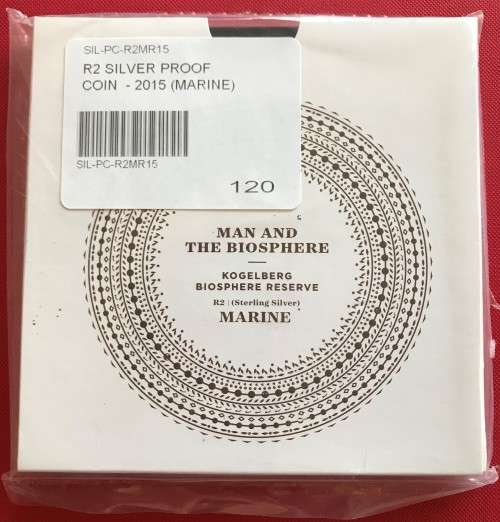 SIL-PC-R2MR15
R2 SILVER PROOF
COIN - 2015 (MARINE)
SIL-PC-R2MR15
120
MAN AND
THE BIOSPHERE
KOGELBERG
BIOSPHERE RESERVE
R2 | (Sterling Silver)
MARINE